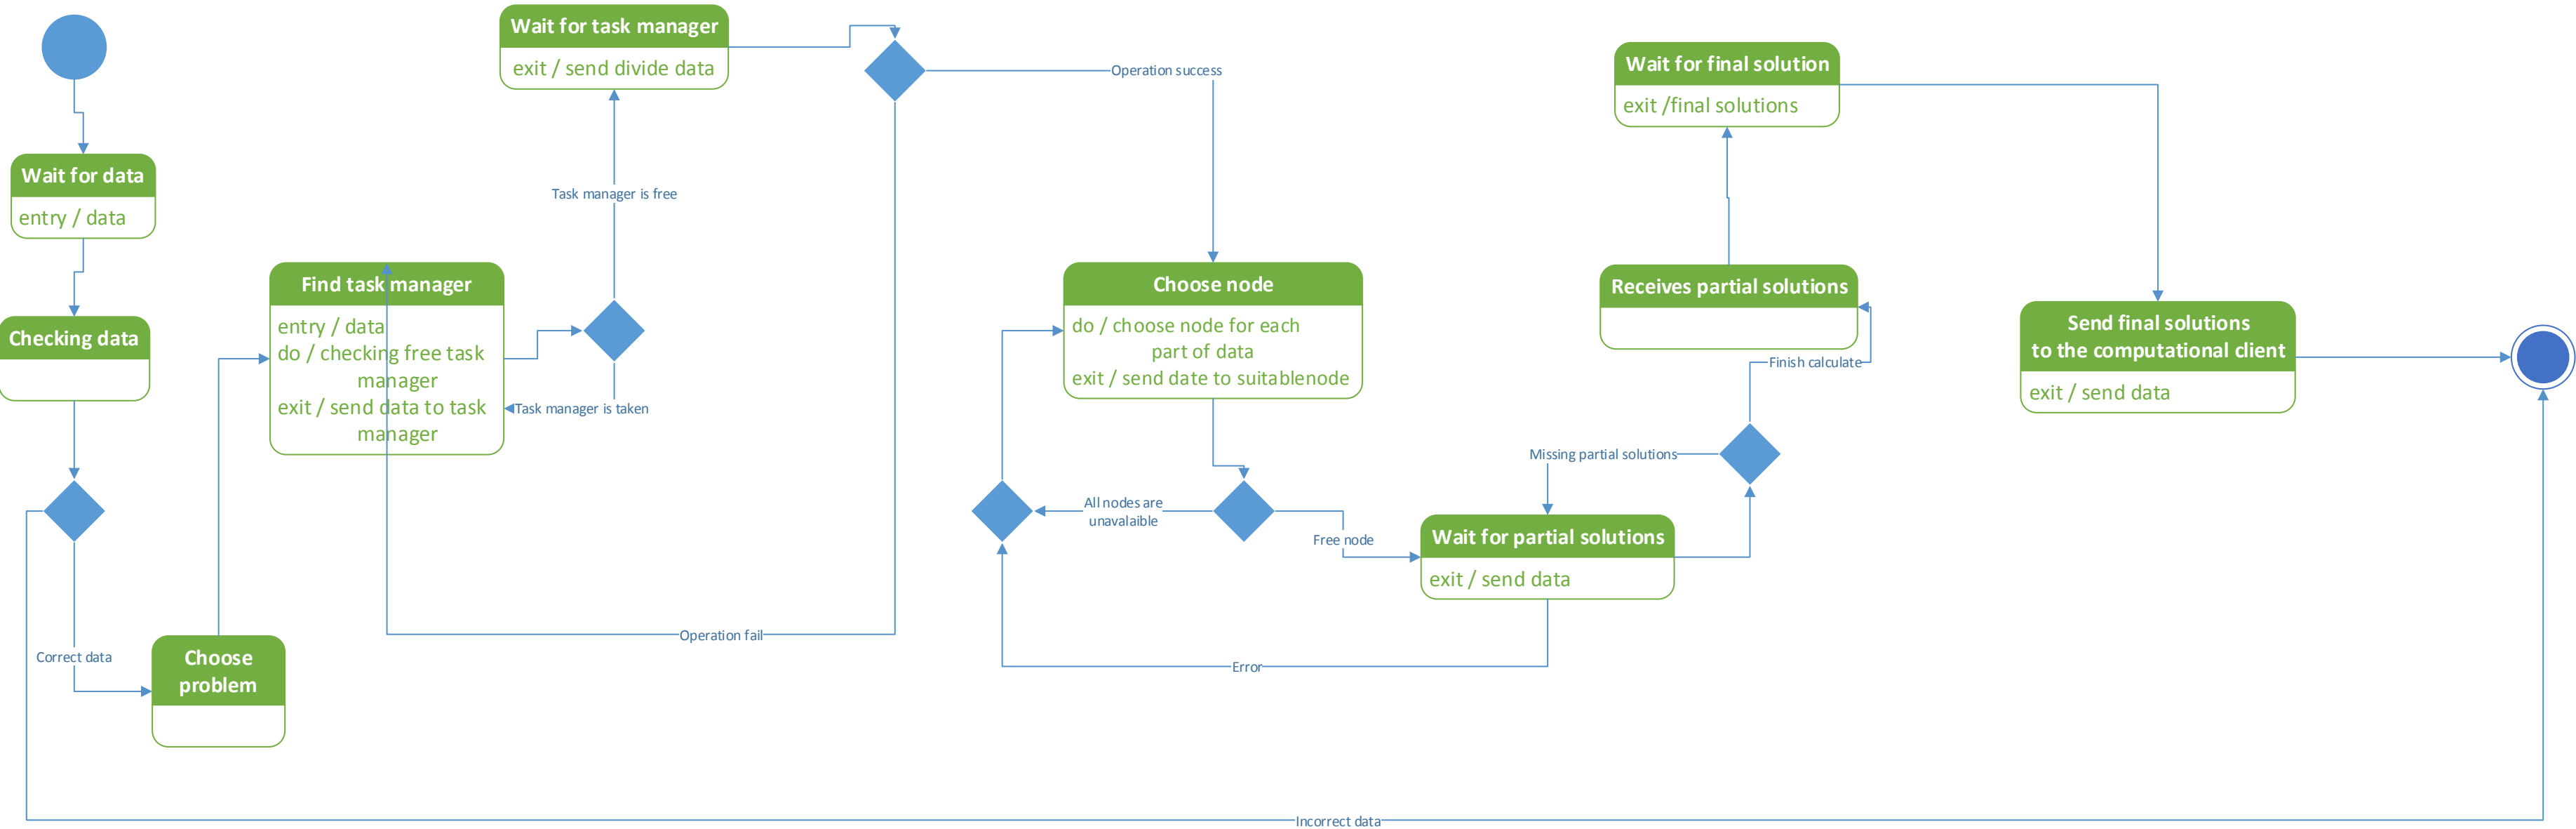 Wait for data
entry / data
Checking data
Correct data
Choose
problem
Find task manager
entry / data
do / checking free task
manager
exit / send data to task
manager
Task manager is taken
Task manager is free
Wait for task manager
exit / send divide data
Operation success
Operation fail
Choose node
do / choose node for each
part of data
exit / send date to suitablenode
All nodes are
unavalaible
Free node
Error
Wait for partial solutions
exit / send data
Missing partial solutions
Finish calculate
Receives partial solutions
Wait for final solution
exit /final solutions
Send final solutions
to the computational client
exit / send data
Incorrect data